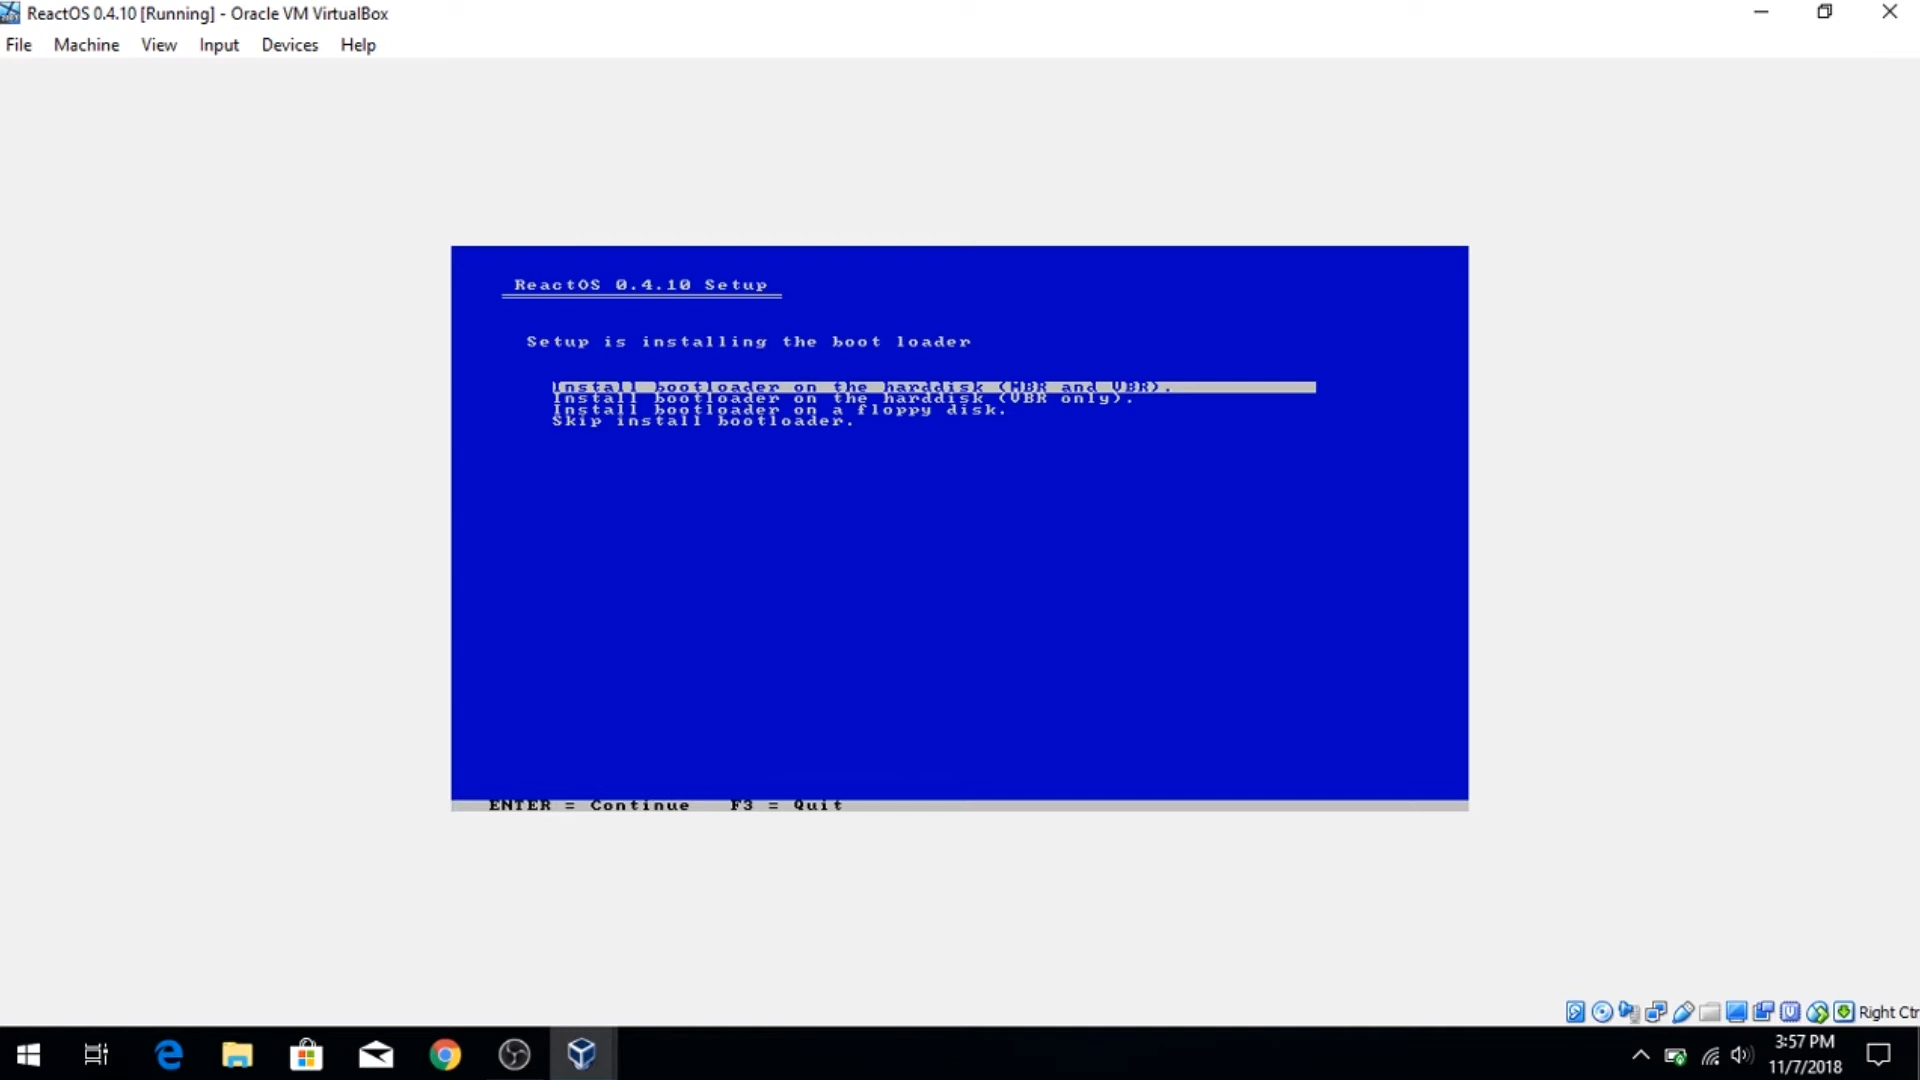 ReactOS 0.4.10 [Running] - Oracle VM VirtualBox
File Machine View Input Devices Help
ReactOS 0.4.10 Setup
Setup is installing the boot loader
Install bootloader on the harddisk (MBR and VBR).
Install bootloader on the harddisk (VBR only).
Install bootloader on a floppy disk.
Skip install bootloader.
ENTER = Continue F3 = Quit
Right Ctr
3:57 PM
11/7/2018